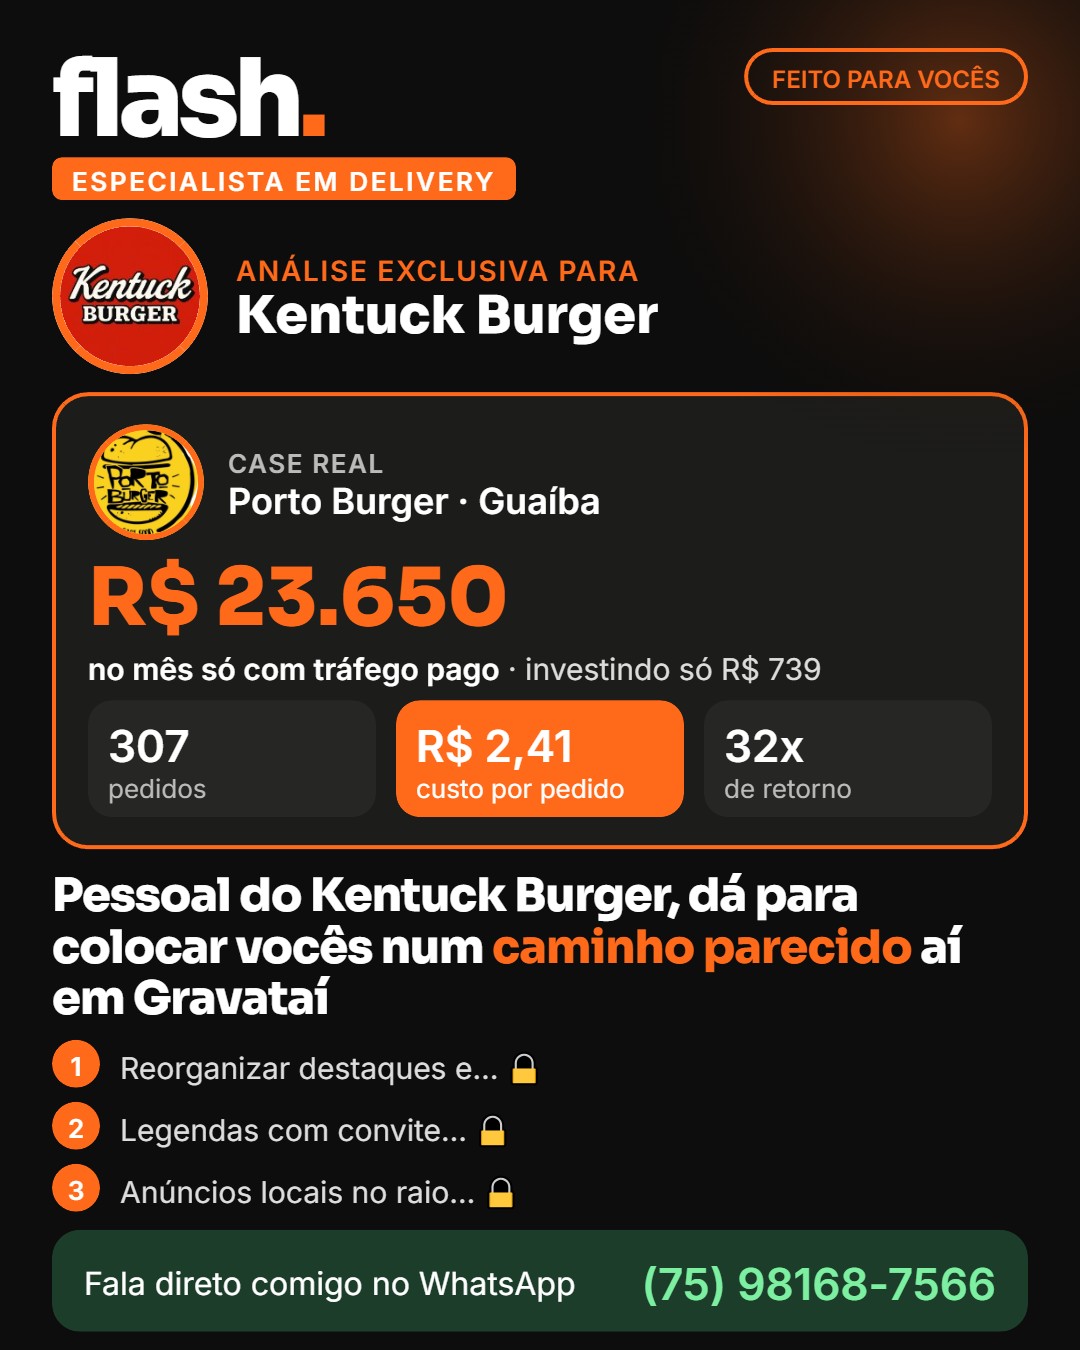 flash.
FEITO PARA VOCÊS
ESPECIALISTA EM DELIVERY
Kentuck
BURGER
ANÁLISE EXCLUSIVA PARA
Kentuck Burger
PORTO
BURGER
CASE REAL
Porto Burger · Guaíba
R$ 23.650
no mês só com tráfego pago · investindo só R$ 739
307
pedidos
R$ 2,41
custo por pedido
32x
de retorno
Pessoal do Kentuck Burger, dá para
colocar vocês num caminho parecido aí
em Gravataí
1 Reorganizar destaques e... 🔒
2 Legendas com convite... 🔒
3 Anúncios locais no raio... 🔒
Fala direto comigo no WhatsApp (75) 98168-7566